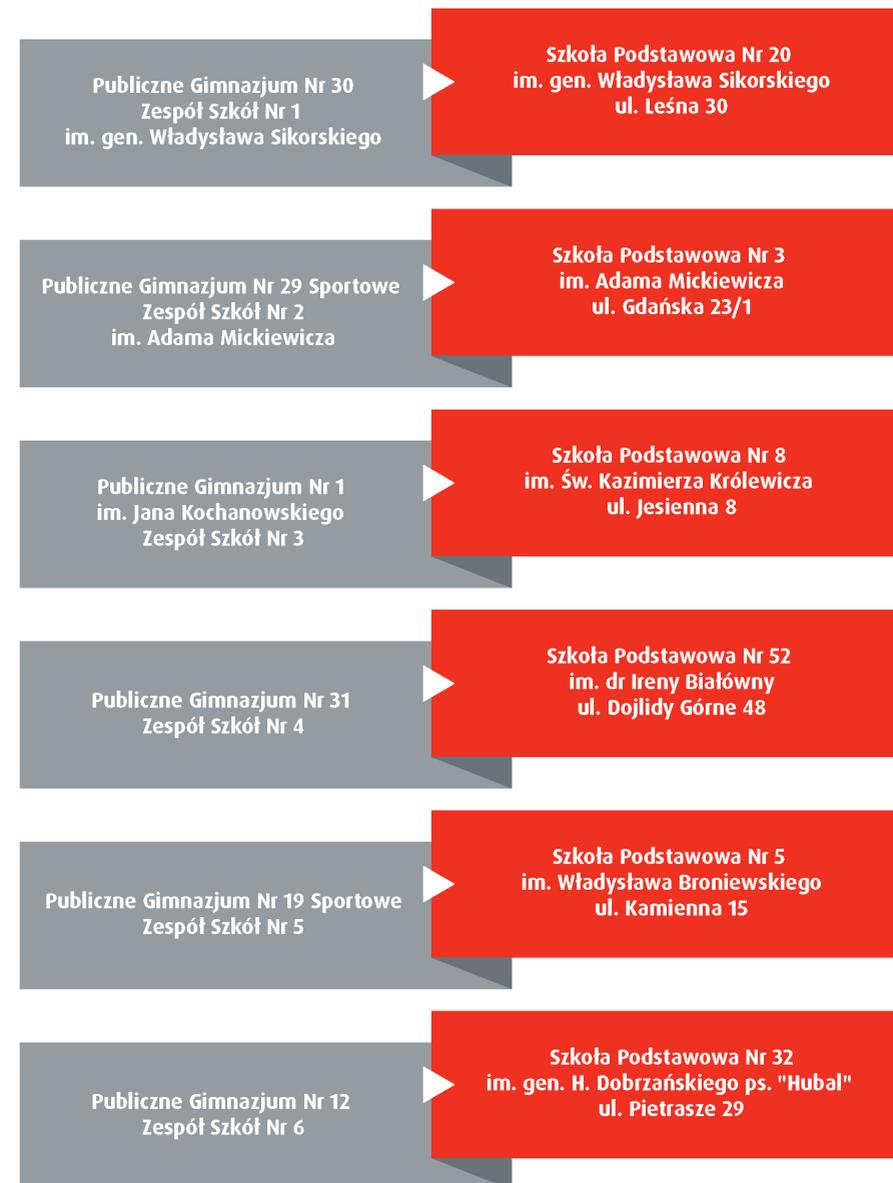 Publiczne Gimnazjum Nr 30
Zespół Szkół Nr 1
im. gen. Władysława Sikorskiego
Szkoła Podstawowa Nr 20
im. gen. Władysława Sikorskiego
ul. Leśna 30
Publiczne Gimnazjum Nr 29 Sportowe
Zespół Szkół Nr 2
im. Adama Mickiewicza
Szkoła Podstawowa Nr 3
im. Adama Mickiewicza
ul. Gdańska 23/1
Publiczne Gimnazjum Nr 1
im. Jana Kochanowskiego
Zespół Szkół Nr 3
Szkoła Podstawowa Nr 8
im. Św. Kazimierza Królewicza
ul. Jesienna 8
Publiczne Gimnazjum Nr 31
Zespół Szkół Nr 4
Szkoła Podstawowa Nr 52
im. dr Ireny Białówny
ul. Dojlidy Górne 48
Publiczne Gimnazjum Nr 19 Sportowe
Zespół Szkół Nr 5
Szkoła Podstawowa Nr 5
im. Władysława Broniewskiego
ul. Kamienna 15
Publiczne Gimnazjum Nr 12
Zespół Szkół Nr 6
Szkoła Podstawowa Nr 32
im. gen. H. Dobrzańskiego ps. "Hubal"
ul. Pietrasze 29